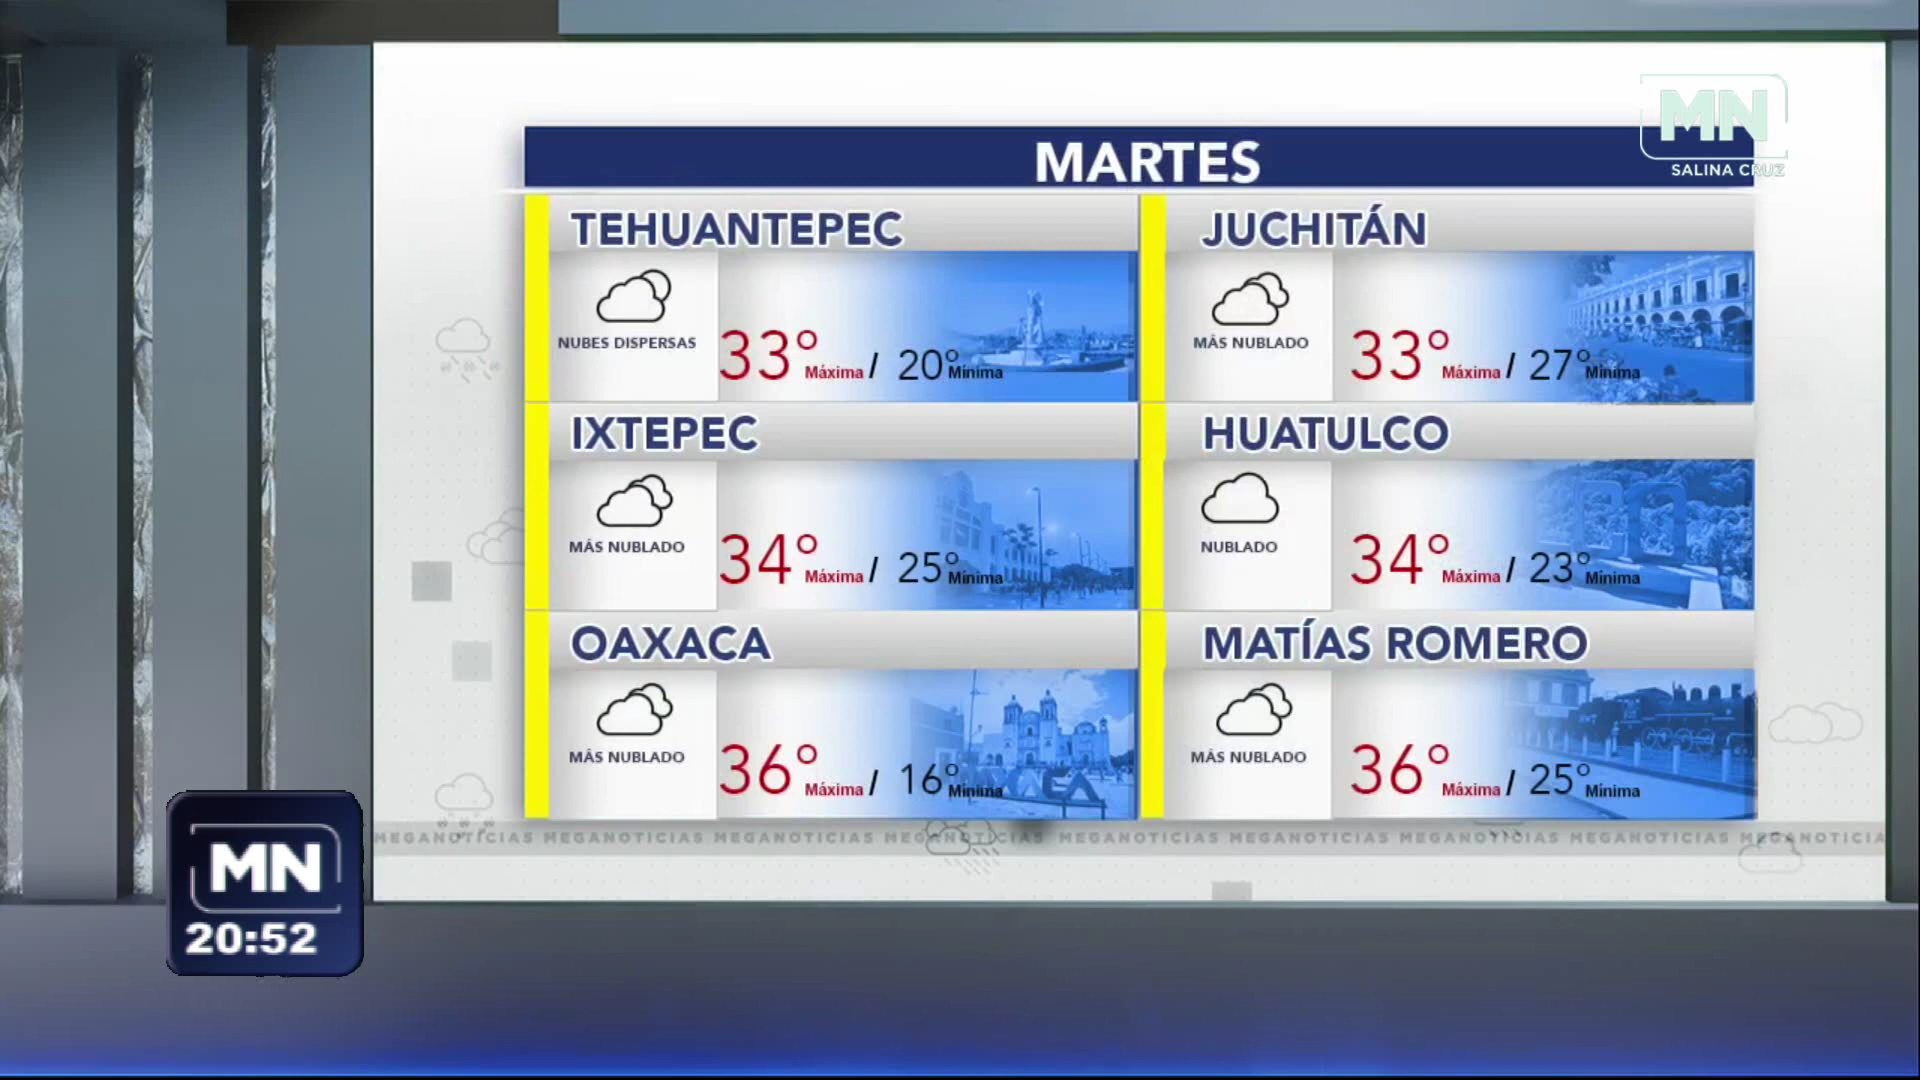 MN
SALINA CRUZ
MARTES
TEHUANTEPEC
NUBES DISPERSAS
33° Máxima / 20° Mínima
JUCHITÁN
MÁS NUBLADO
33° Máxima / 27° Mínima
IXTEPEC
MÁS NUBLADO
34° Máxima / 25° Mínima
HUATULCO
NUBLADO
34° Máxima / 23° Mínima
OAXACA
MÁS NUBLADO
36° Máxima / 16° Mínima
MATÍAS ROMERO
MÁS NUBLADO
36° Máxima / 25° Mínima
MEGANOTICIAS MEGANOTICIAS MEGANOTICIAS MEGANOTICIAS MEGANOTICIAS MEGANOTICIAS MEGANOTICIAS MEGANOTICIAS MEGANOTICIA
MN
20:52